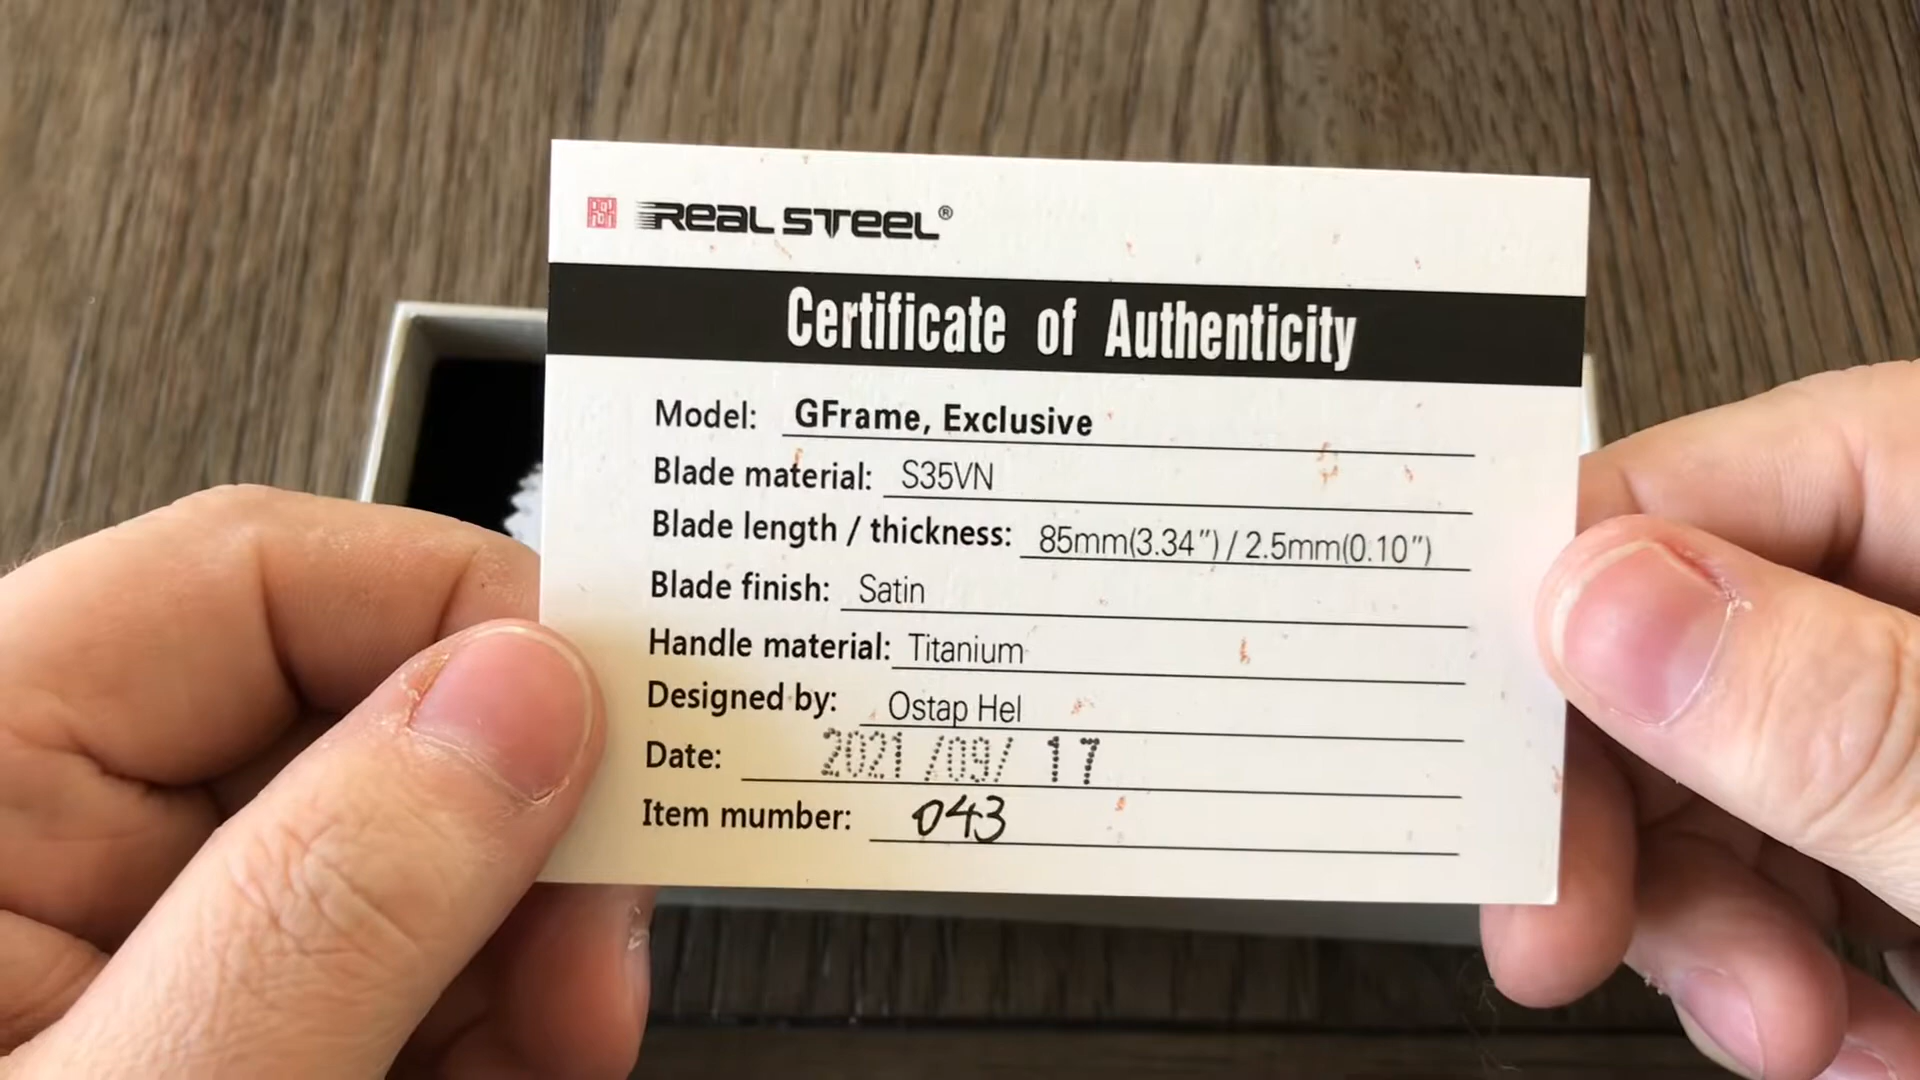 REAL STEEL®
Certificate of Authenticity
Model: GFrame, Exclusive
Blade material: S35VN
Blade length / thickness: 85mm(3.34") / 2.5mm(0.10")
Blade finish: Satin
Handle material: Titanium
Designed by: Ostap Hel
Date: 2021/09/ 17
Item mumber: 043